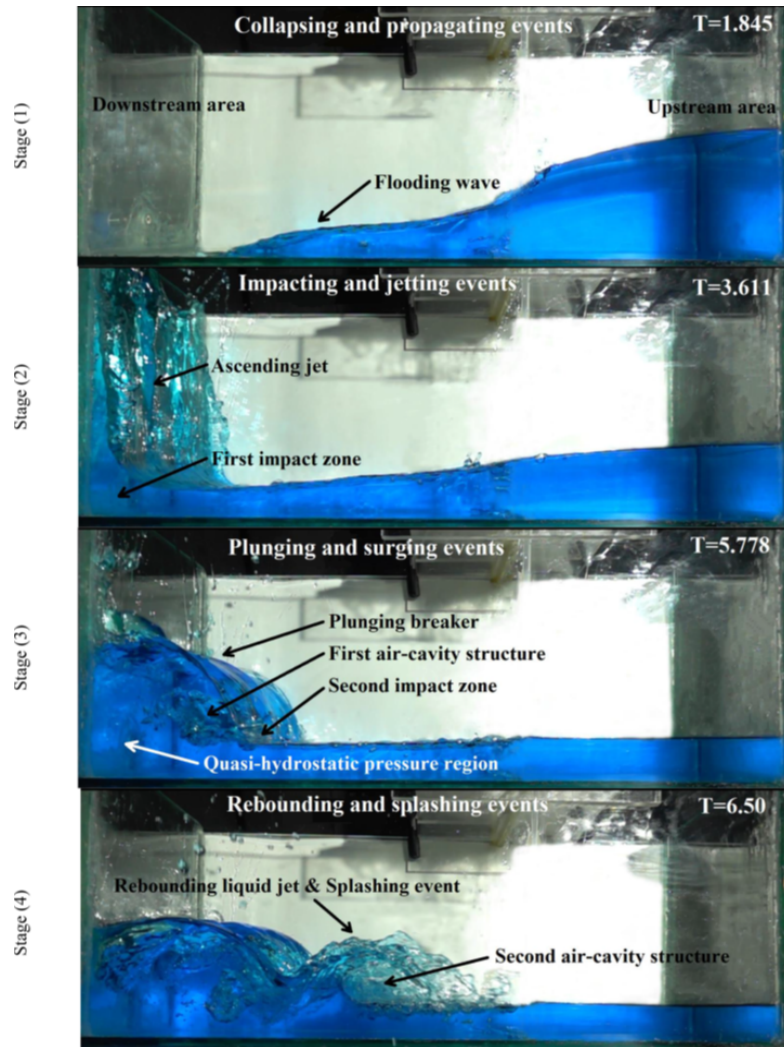 Stage (1)
Collapsing and propagating events
T=1.845
Downstream area
Upstream area
Flooding wave
Stage (2)
Impacting and jetting events
T=3.611
Ascending jet
First impact zone
Stage (3)
Plunging and surging events
T=5.778
Plunging breaker
First air-cavity structure
Second impact zone
Quasi-hydrostatic pressure region
Stage (4)
Rebounding and splashing events
T=6.50
Rebounding liquid jet & Splashing event
Second air-cavity structure